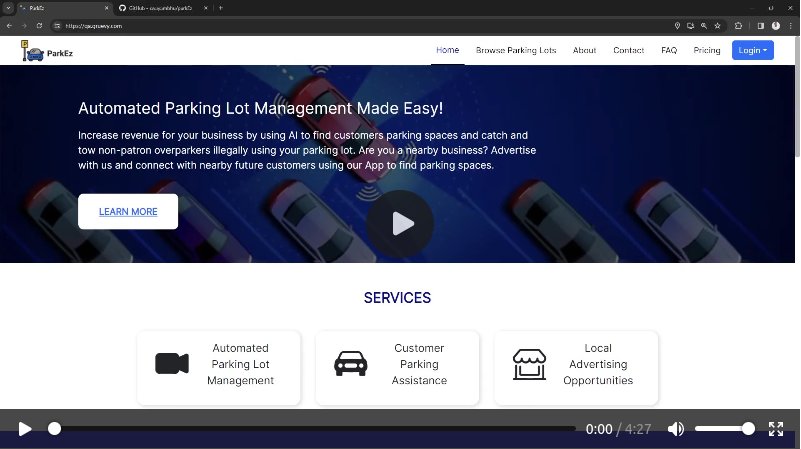 ParkEz
GitHub - cs.iyambhu/parkEz
https://qa.qruewy.com
P
ParkEz
Home
Browse Parking Lots
About
Contact
FAQ
Pricing
Login
Automated Parking Lot Management Made Easy!
Increase revenue for your business by using AI to find customers parking spaces and catch and
tow non-patron overparkers illegally using your parking lot. Are you a nearby business? Advertise
with us and connect with nearby future customers using our App to find parking spaces.
LEARN MORE
SERVICES
Automated
Parking Lot
Management
Customer
Parking
Assistance
Local
Advertising
Opportunities
0:00 / 4:27